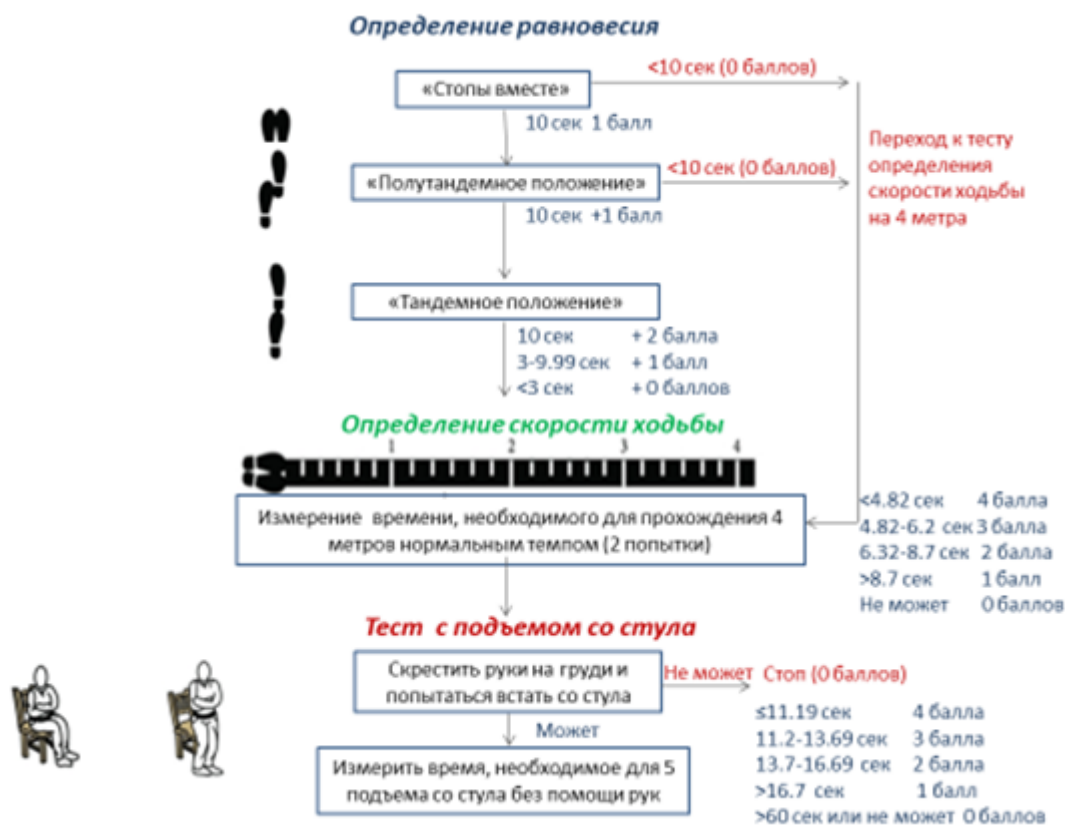 Определение равновесия
«Стопы вместе»
<10 сек (0 баллов)
10 сек 1 балл
Переход к тесту
определения
скорости ходьбы
на 4 метра
«Полутандемное положение»
<10 сек (0 баллов)
10 сек +1 балл
«Тандемное положение»
10 сек + 2 балла
3-9.99 сек + 1 балл
<3 сек + 0 баллов
Определение скорости ходьбы
1 2 3 4
Измерение времени, необходимого для прохождения 4
метров нормальным темпом (2 попытки)
<4.82 сек 4 балла
4.82-6.2 сек 3 балла
6.32-8.7 сек 2 балла
>8.7 сек 1 балл
Не может 0 баллов
Тест с подъемом со стула
Скрестить руки на груди и
попытаться встать со стула
Не может Стоп (0 баллов)
Может
Измерить время, необходимое для 5
подъема со стула без помощи рук
≤11.19 сек 4 балла
11.2-13.69 сек 3 балла
13.7-16.69 сек 2 балла
>16.7 сек 1 балл
>60 сек или не может 0 баллов